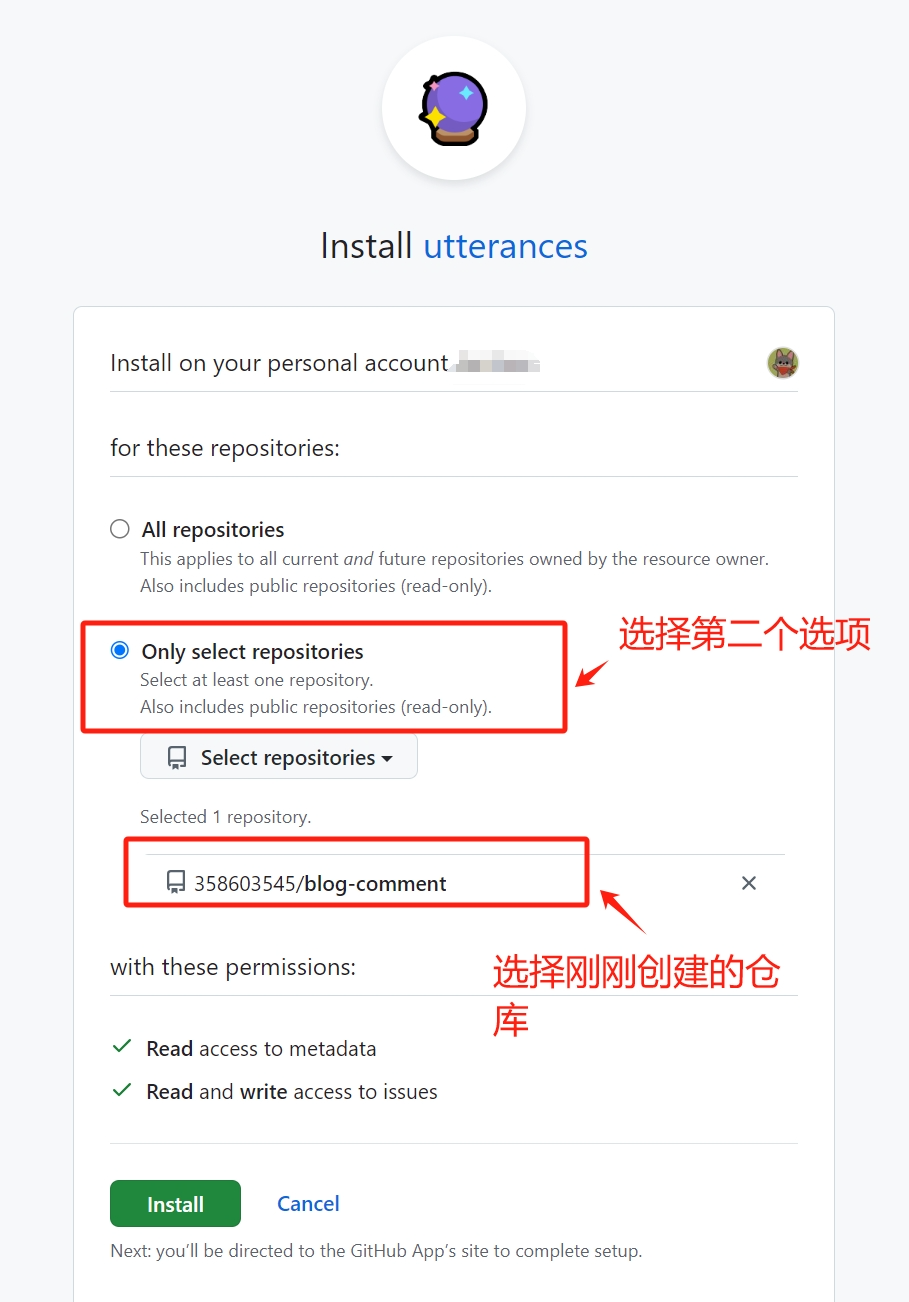 Install utterances
Install on your personal account
for these repositories:
All repositories
This applies to all current and future repositories owned by the resource owner.
Also includes public repositories (read-only).
Only select repositories
Select at least one repository.
Also includes public repositories (read-only).
选择第二个选项
Select repositories
Selected 1 repository.
358603545/blog-comment
选择刚刚创建的仓
库
with these permissions:
Read access to metadata
Read and write access to issues
Install Cancel
Next: you'll be directed to the GitHub App's site to complete setup.